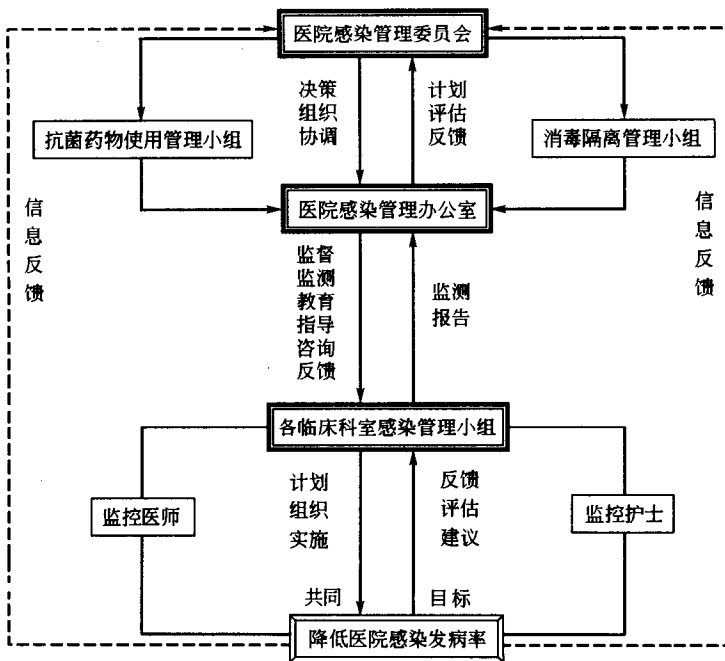 医院感染管理委员会
决策
组织
协调
计划
评估
反馈
抗菌药物使用管理小组
消毒隔离管理小组
医院感染管理办公室
信息反馈
信息反馈
监督
监测
教育
指导
咨询
反馈
监测
报告
各临床科室感染管理小组
计划
组织
实施
反馈
评估
建议
监控医师
监控护士
共同
目标
降低医院感染发病率